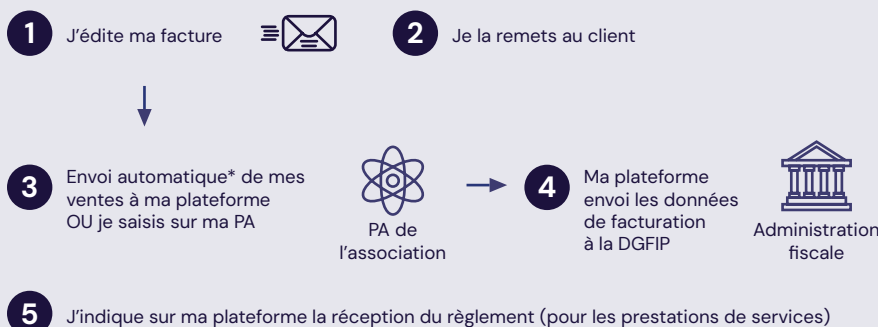 1 J'édite ma facture
2 Je la remets au client
3 Envoi automatique* de mes
ventes à ma plateforme
OU je saisis sur ma PA
PA de
l'association
4 Ma plateforme
envoi les données
de facturation
à la DGFIP
Administration
fiscale
5 J'indique sur ma plateforme la réception du règlement (pour les prestations de services)